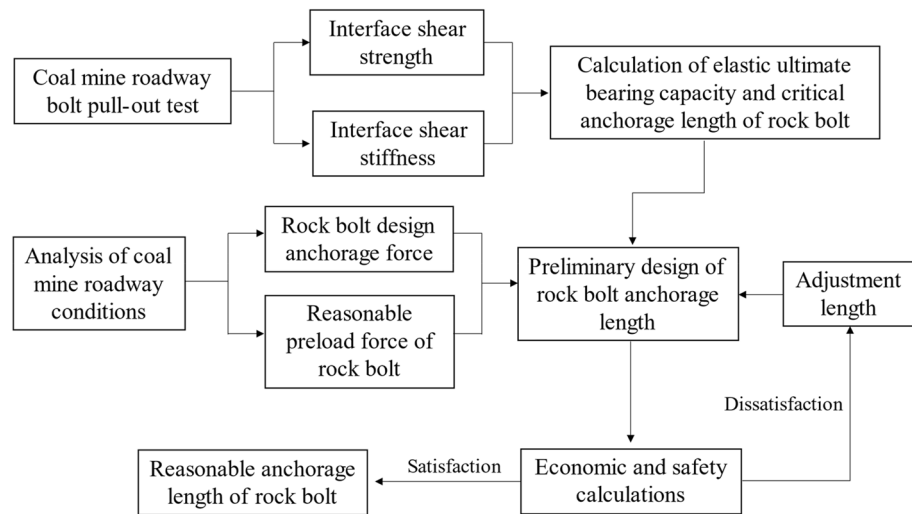 Coal mine roadway
bolt pull-out test
Interface shear
strength
Interface shear
stiffness
Calculation of elastic ultimate
bearing capacity and critical
anchorage length of rock bolt
Analysis of coal
mine roadway
conditions
Rock bolt design
anchorage force
Reasonable
preload force of
rock bolt
Preliminary design of
rock bolt anchorage
length
Adjustment
length
Dissatisfaction
Economic and safety
calculations
Satisfaction
Reasonable anchorage
length of rock bolt